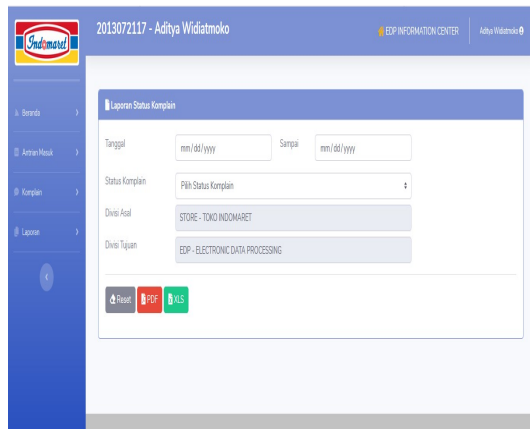 Indomaret
2013072117 - Aditya Widiatmoko
EDP INFORMATION CENTER
Aditya Widiatmoko
Beranda
Antrian Masuk
Komplien
Laporan
Laporan Status Komplein
Tanggal
mm/dd/yyyy
Sampai
mm/dd/yyyy
Status Komplain
Pilih Status Komplain
Divisi Asal
STORE - TOKO INDOMARET
Divisi Tujuan
EDP - ELECTRONIC DATA PROCESSING
Reset
PDF
XLS